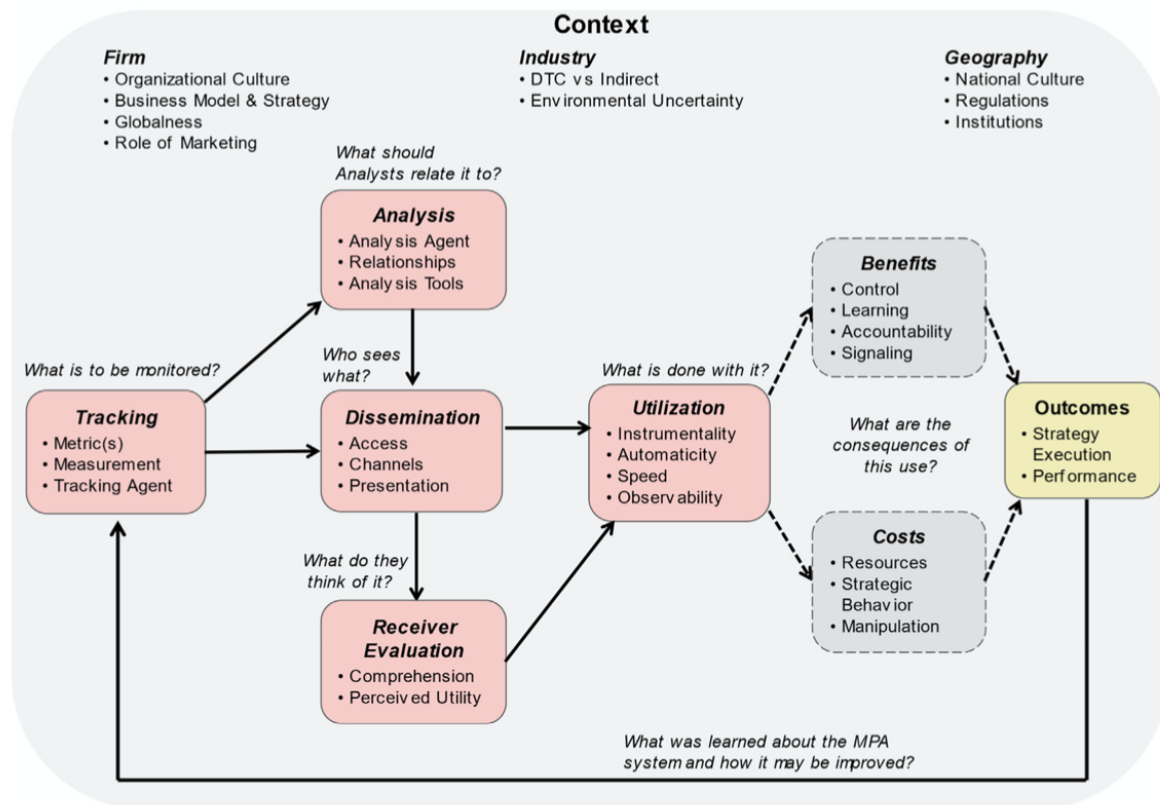 Context
Firm
• Organizational Culture
• Business Model & Strategy
• Globalness
• Role of Marketing
Industry
• DTC vs Indirect
• Environmental Uncertainty
Geography
• National Culture
• Regulations
• Institutions
What should
Analysts relate it to?
Analysis
• Analysis Agent
• Relationships
• Analysis Tools
What is to be monitored?
Tracking
• Metric(s)
• Measurement
• Tracking Agent
Who sees
what?
Dissemination
• Access
• Channels
• Presentation
What do they
think of it?
Receiver
Evaluation
• Comprehension
• Perceived Utility
What is done with it?
Utilization
• Instrumentality
• Automaticity
• Speed
• Observability
Benefits
• Control
• Learning
• Accountability
• Signaling
What are the
consequences of
this use?
Costs
• Resources
• Strategic
Behavior
• Manipulation
Outcomes
• Strategy
Execution
• Performance
What was learned about the MPA
system and how it may be improved?